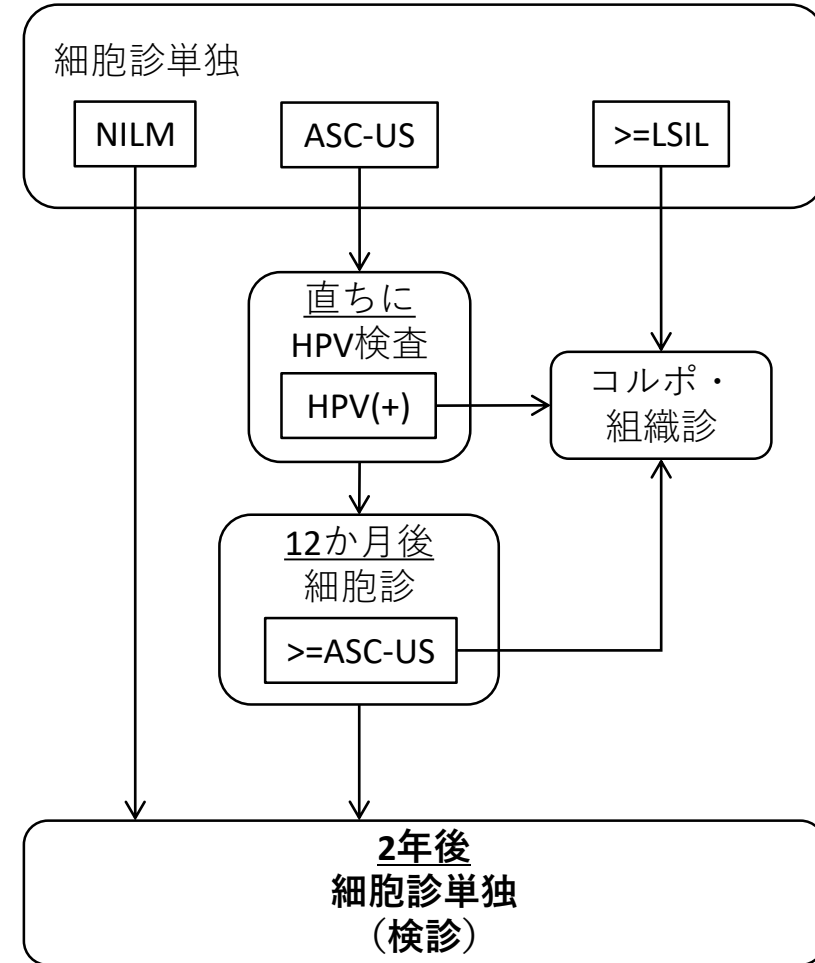 細胞診単独
NILM
ASC-US
>=LSIL
直ちに
HPV検査
HPV(+)
コルポ・
組織診
12か月後
細胞診
>=ASC-US
2年後
細胞診単独
（検診）